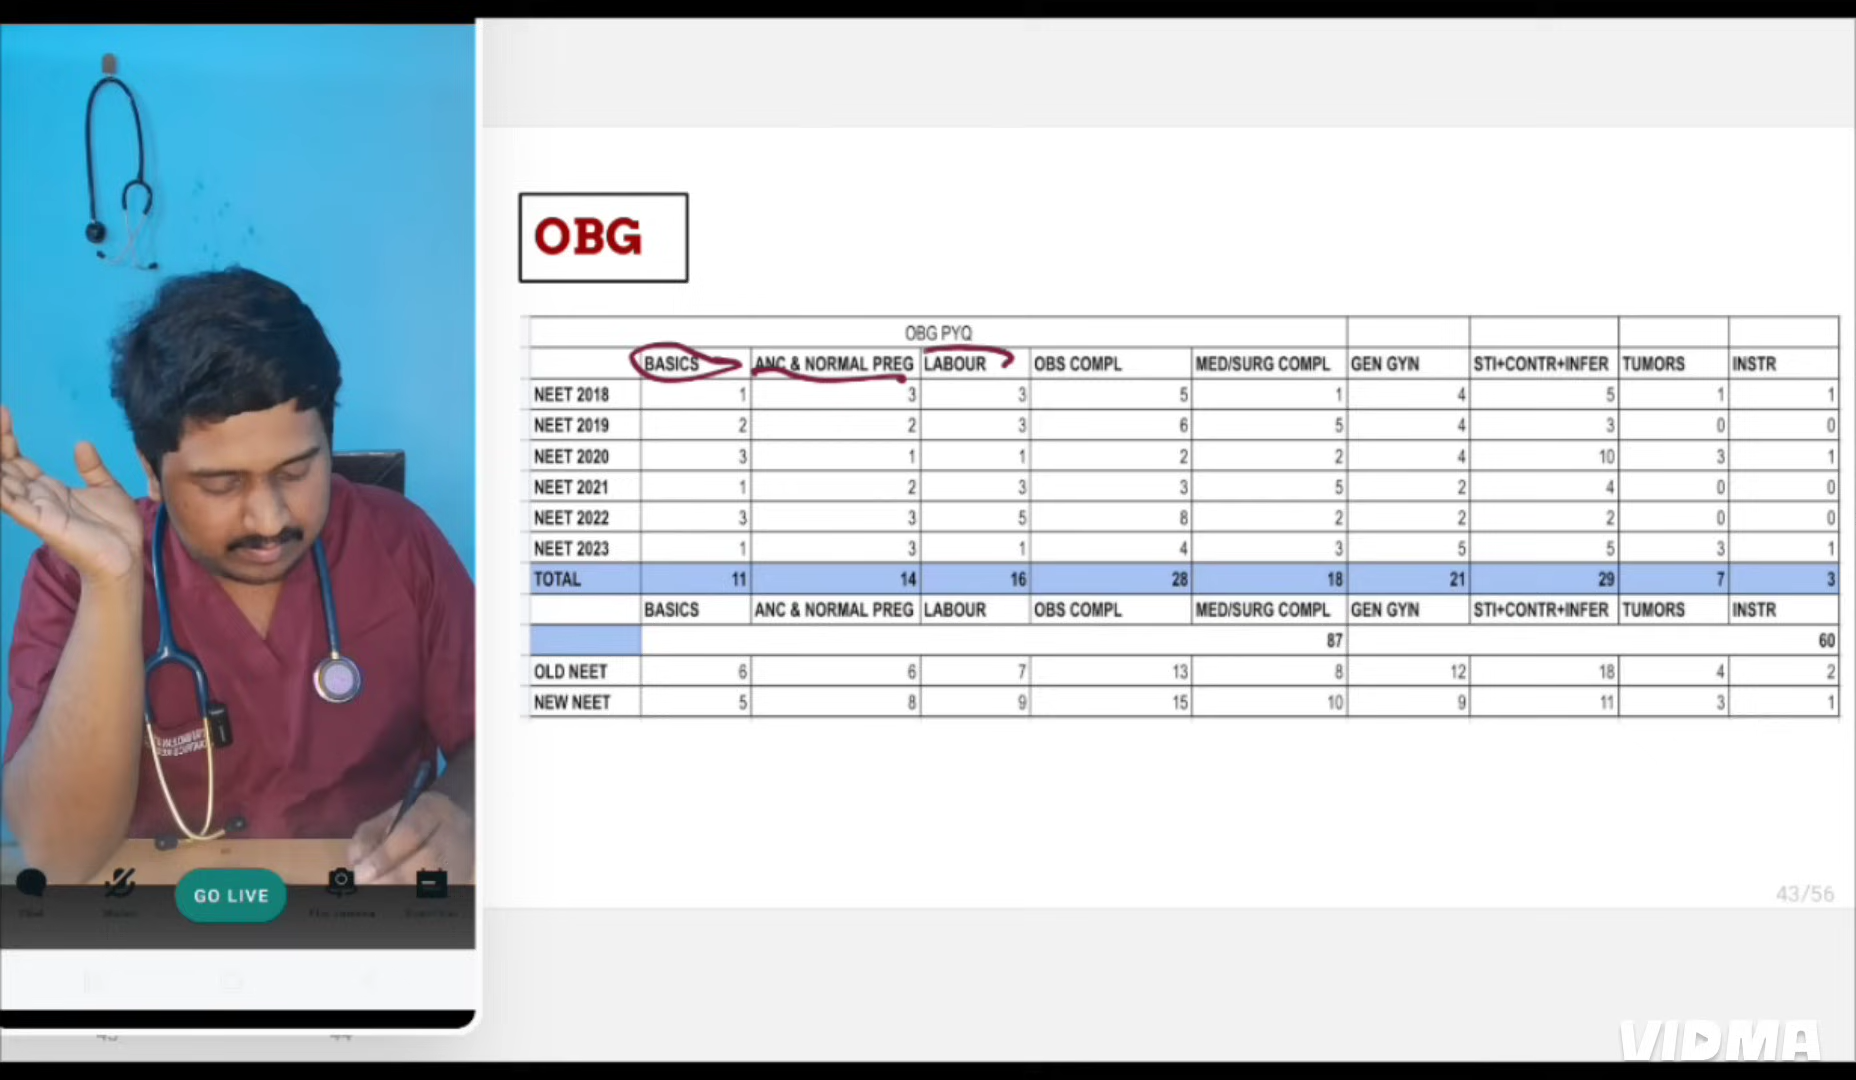 OBG
OBG PYQ
BASICS ANC & NORMAL PREG LABOUR OBS COMPL MED/SURG COMPL GEN GYN STI+CONTR+INFER TUMORS INSTR
NEET 2018 1 3 3 5 1 4 5 1 1
NEET 2019 2 2 3 6 5 4 3 0 0
NEET 2020 3 1 1 2 2 4 10 3 1
NEET 2021 1 2 3 3 5 2 4 0 0
NEET 2022 3 3 5 8 2 2 2 0 0
NEET 2023 1 3 1 4 3 5 5 3 1
TOTAL 11 14 16 28 18 21 29 7 3
BASICS ANC & NORMAL PREG LABOUR OBS COMPL MED/SURG COMPL GEN GYN STI+CONTR+INFER TUMORS INSTR
87 60
OLD NEET 6 6 7 13 8 12 18 4 2
NEW NEET 5 8 9 15 10 9 11 3 1
GO LIVE
43/56
VIDMA